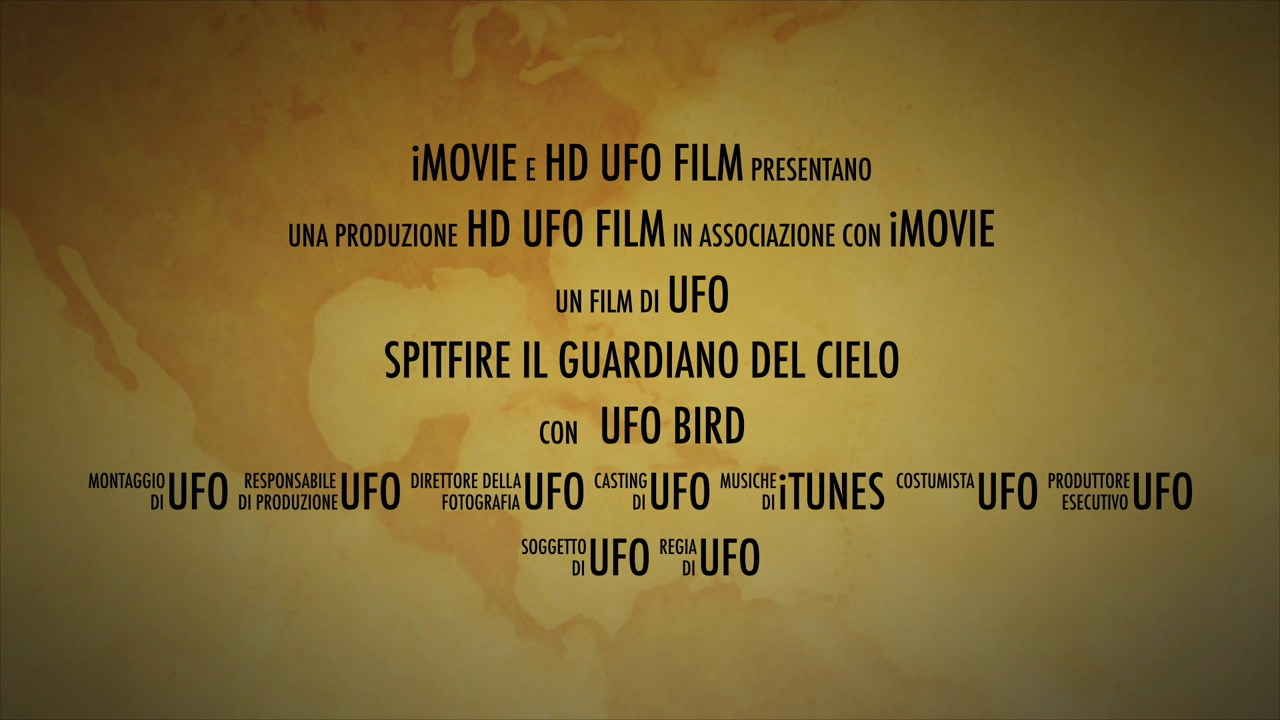 iMOVIE E HD UFO FILM PRESENTANO
UNA PRODUZIONE HD UFO FILM IN ASSOCIAZIONE CON iMOVIE
UN FILM DI UFO
SPITFIRE IL GUARDIANO DEL CIELO
CON UFO BIRD
MONTAGGIO DI UFO RESPONSABILE DI PRODUZIONE UFO DIRETTORE DELLA FOTOGRAFIA UFO CASTING DI UFO MUSICHE DI iTUNES COSTUMISTA UFO PRODUTTORE ESECUTIVO UFO
SOGGETTO DI UFO REGIA DI UFO